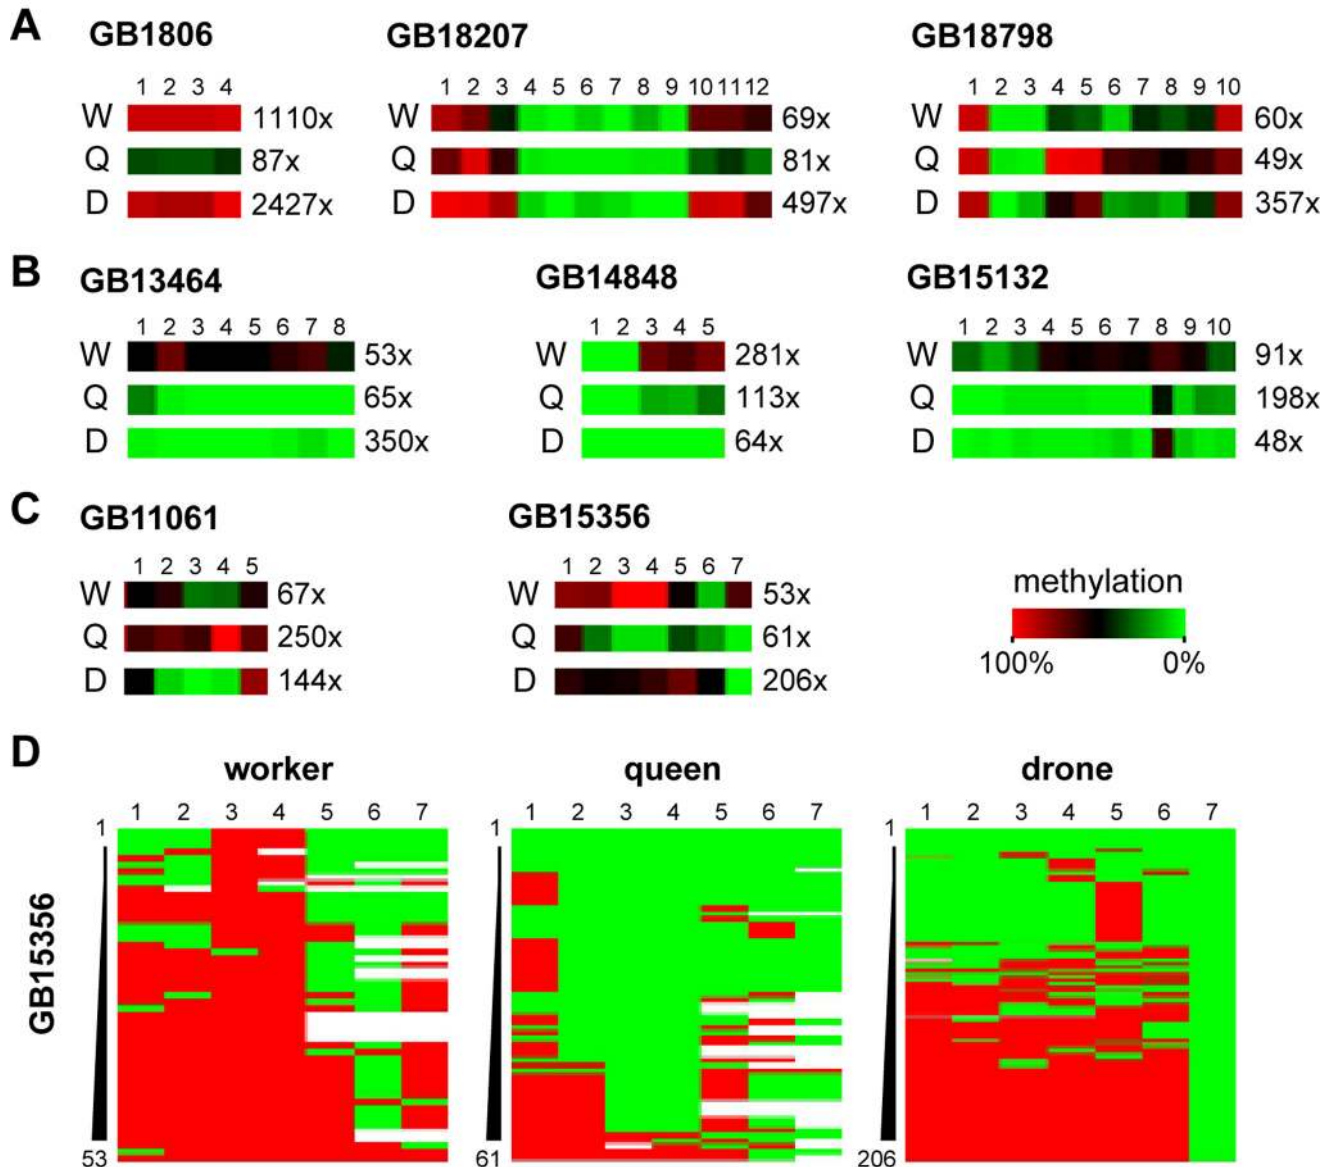 A
GB1806 GB18207 GB18798
1 2 3 4 1 2 3 4 5 6 7 8 9 10 11 12 1 2 3 4 5 6 7 8 9 10
W 1110x W 69x W 60x
Q 87x Q 81x Q 49x
D 2427x D 497x D 357x
B
GB13464 GB14848 GB15132
1 2 3 4 5 6 7 8 1 2 3 4 5 1 2 3 4 5 6 7 8 9 10
W 53x W 281x W 91x
Q 65x Q 113x Q 198x
D 350x D 64x D 48x
C
GB11061 GB15356
1 2 3 4 5 1 2 3 4 5 6 7
W 67x W 53x methylation
Q 250x Q 61x 100% 0%
D 144x D 206x
D
worker queen drone
1 2 3 4 5 6 7 1 2 3 4 5 6 7 1 2 3 4 5 6 7
1 1 1
GB15356
53 61 206